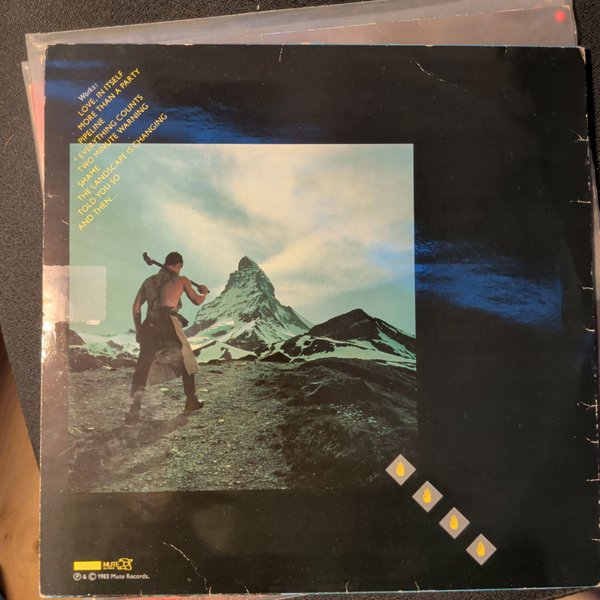 Works:
LOVE, IN ITSELF
MORE THAN A PARTY
PIPELINE
* EVERYTHING COUNTS
TWO MINUTE WARNING
SHAME
THE LANDSCAPE IS CHANGING
TOLD YOU SO
AND THEN...
MUTE
℗ & © 1983 Mute Records.